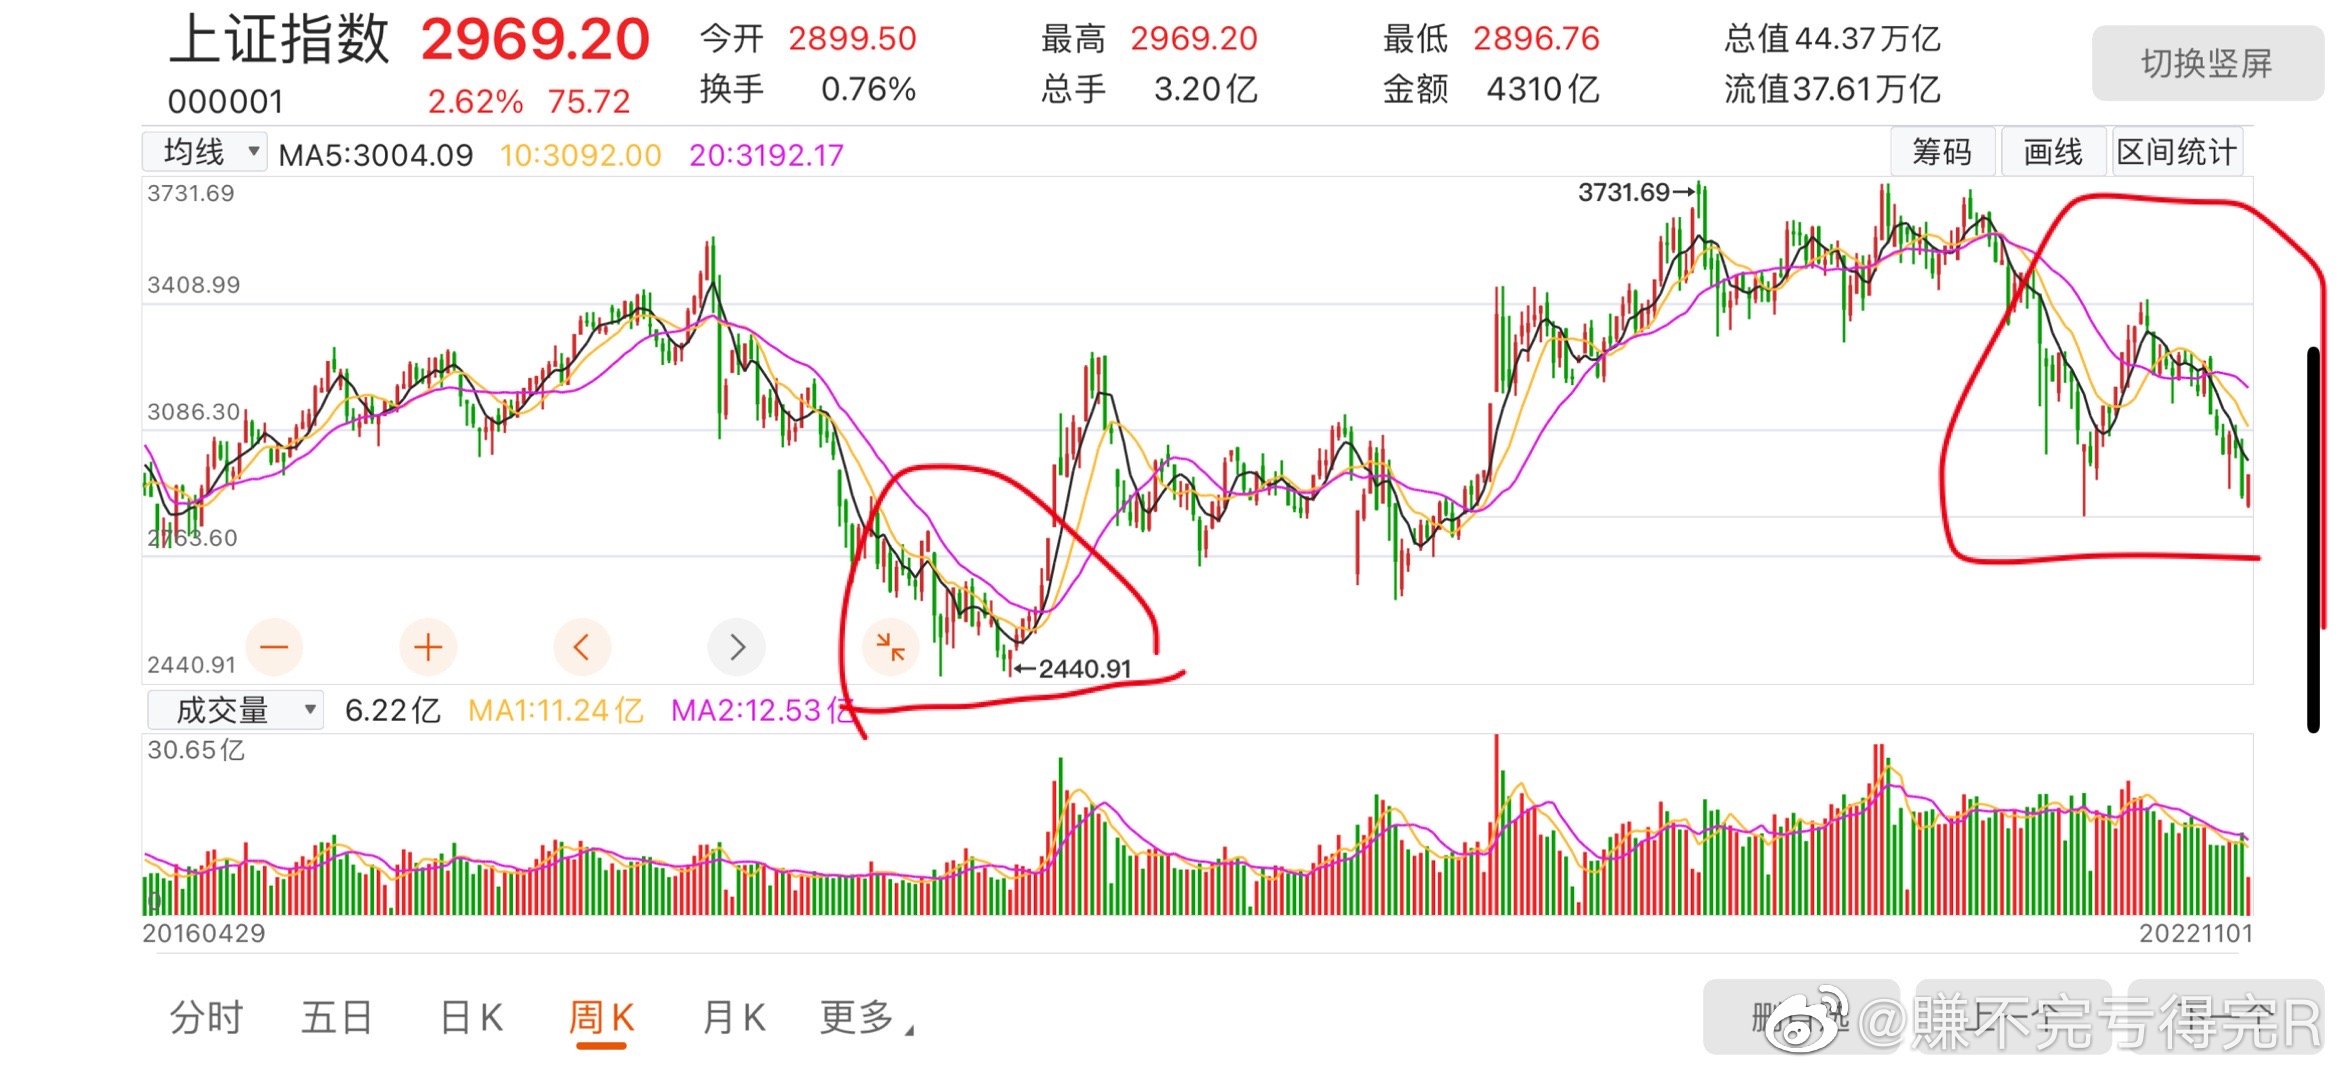 上证指数 2969.20 今开 2899.50 最高 2969.20 最低 2896.76 总值44.37万亿 切换竖屏
000001 2.62% 75.72 换手 0.76% 总手 3.20亿 金额 4310亿 流值37.61万亿
均线 MA5:3004.09 10:3092.00 20:3192.17 筹码 画线 区间统计
3731.69 3731.69
3408.99
3086.30
2763.60
2440.91 2440.91
成交量 6.22亿 MA1:11.24亿 MA2:12.53亿
30.65亿
0
20160429 20221101
分时 五日 日K 周K 月K 更多 上一个 下一个
@賺不完亏得完R